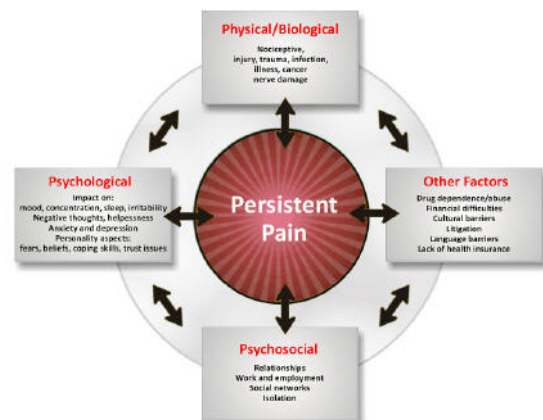 Physical/Biological
Nociceptive,
injury, trauma, infection,
illness, cancer
nerve damage
Psychological
Impact on:
mood, concentration, sleep, irritability
Negative thoughts, helpessness
Anxiety and depression
Personality aspects:
fears, beliefs, coping skills, trust issues
Persistent
Pain
Other Factors
Drug dependence/abuse
Financial difficulties
Cultural barriers
Litigation
Language barriers
Lack of health insurance
Psychosocial
Relationships
Work and employment
Social networks
Isolation